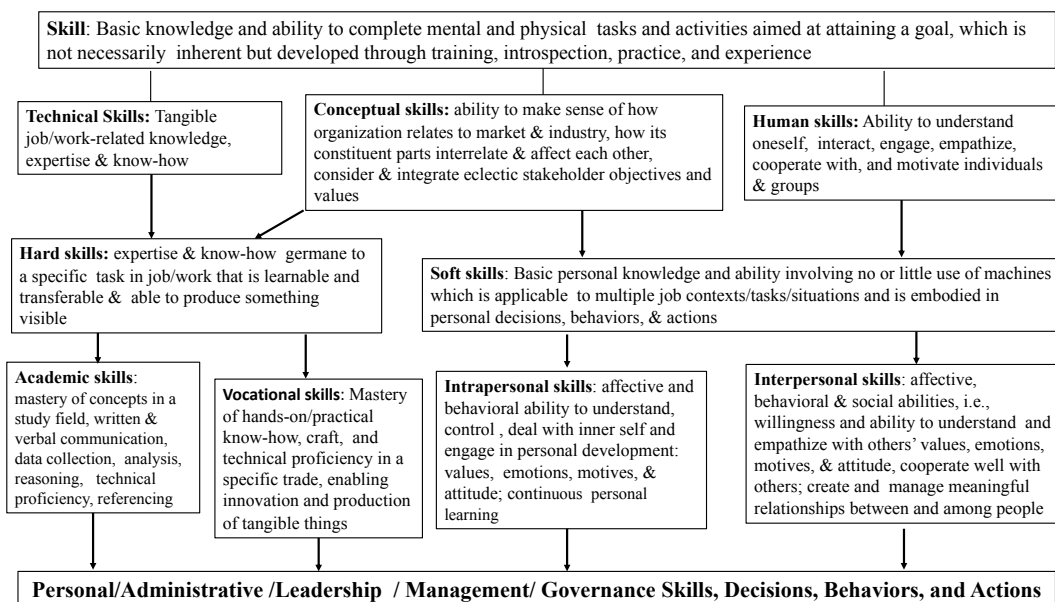 Skill: Basic knowledge and ability to complete mental and physical tasks and activities aimed at attaining a goal, which is
not necessarily inherent but developed through training, introspection, practice, and experience
Technical Skills: Tangible
job/work-related knowledge,
expertise & know-how
Conceptual skills: ability to make sense of how
organization relates to market & industry, how its
constituent parts interrelate & affect each other,
consider & integrate eclectic stakeholder objectives and
values
Human skills: Ability to understand
oneself, interact, engage, empathize,
cooperate with, and motivate individuals
& groups
Hard skills: expertise & know-how germane to
a specific task in job/work that is learnable and
transferable & able to produce something
visible
Soft skills: Basic personal knowledge and ability involving no or little use of machines
which is applicable to multiple job contexts/tasks/situations and is embodied in
personal decisions, behaviors, & actions
Academic skills:
mastery of concepts in a
study field, written &
verbal communication,
data collection, analysis,
reasoning, technical
proficiency, referencing
Vocational skills: Mastery
of hands-on/practical
know-how, craft, and
technical proficiency in a
specific trade, enabling
innovation and production
of tangible things
Intrapersonal skills: affective and
behavioral ability to understand,
control , deal with inner self and
engage in personal development:
values, emotions, motives, &
attitude; continuous personal
learning
Interpersonal skills: affective,
behavioral & social abilities, i.e.,
willingness and ability to understand and
empathize with others' values, emotions,
motives, & attitude, cooperate well with
others; create and manage meaningful
relationships between and among people
Personal/Administrative /Leadership / Management/ Governance Skills, Decisions, Behaviors, and Actions